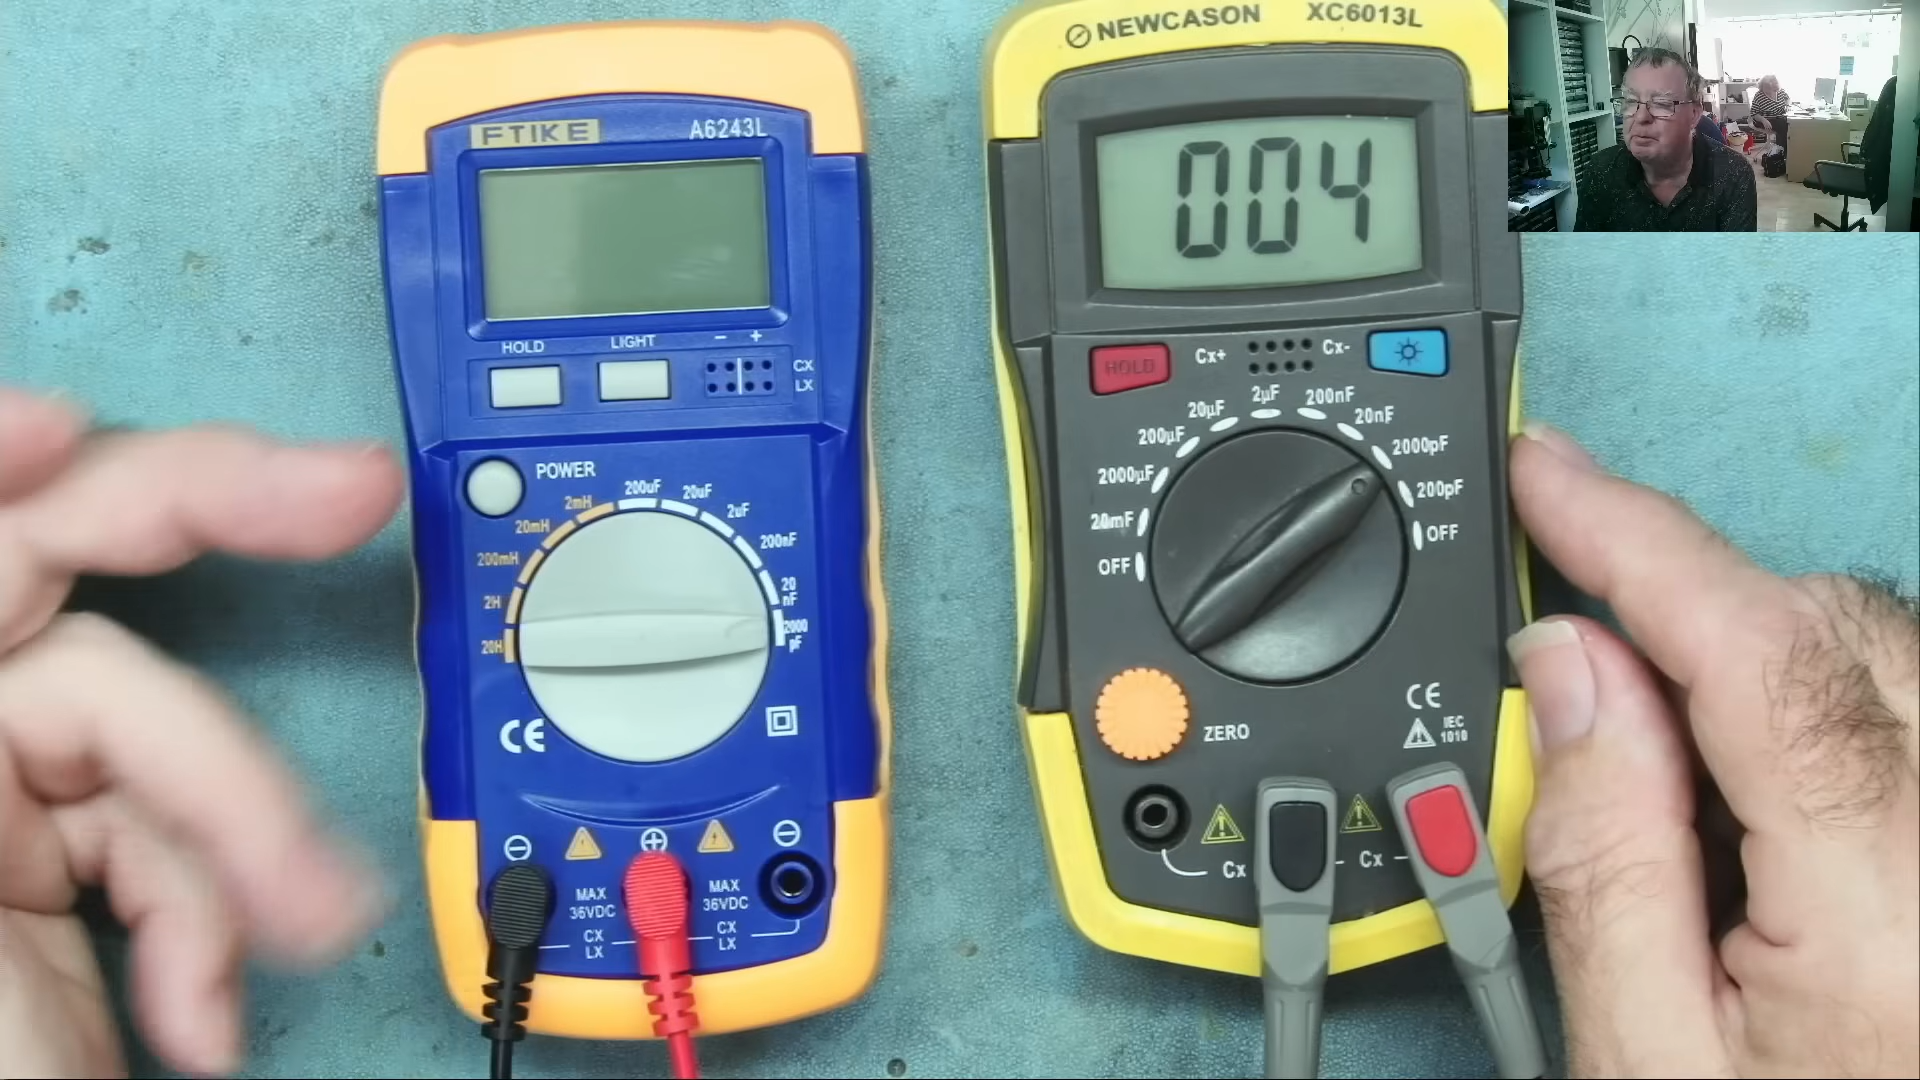 FTIKE A6243L
HOLD LIGHT − +
CX
LX
POWER
200uF
20uF
2uF
200nF
20
nF
2000
pF
2mH
20mH
200mH
2H
20H
CE
MAX
36VDC
CX
LX
MAX
36VDC
CX
LX
NEWCASON XC6013L
004
HOLD Cx+ Cx-
2µF
200nF
20nF
2000pF
200pF
OFF
20µF
200µF
2000µF
20mF
OFF
ZERO
CE
IEC
1010
Cx
Cx